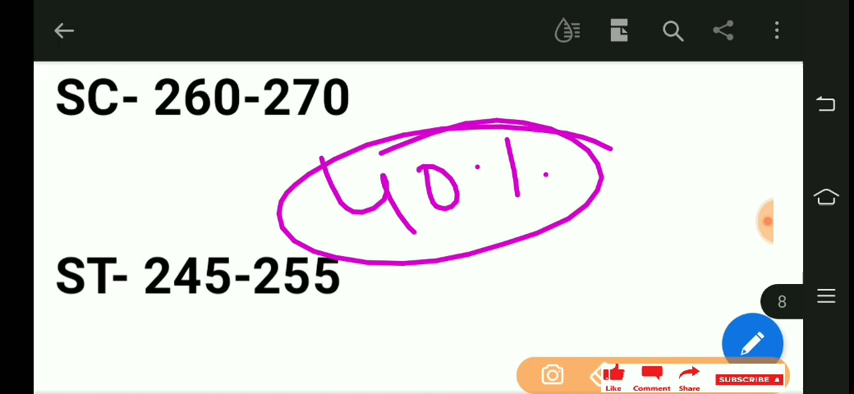 SC- 260-270
40%
ST- 245-255
8
Like Comment Share SUBSCRIBE